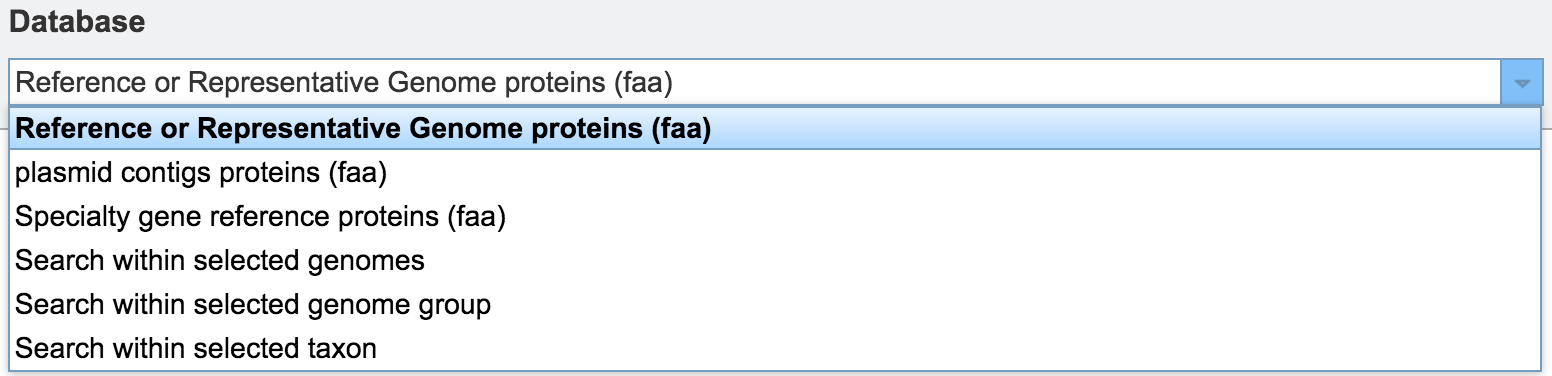 Database
Reference or Representative Genome proteins (faa)
Reference or Representative Genome proteins (faa)
plasmid contigs proteins (faa)
Specialty gene reference proteins (faa)
Search within selected genomes
Search within selected genome group
Search within selected taxon